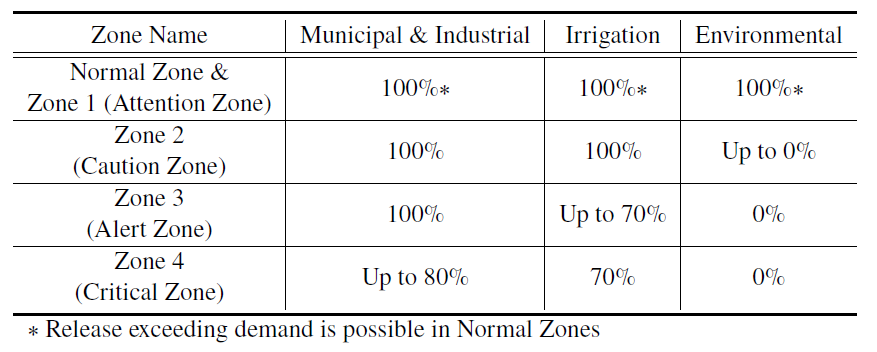 Zone Name Municipal & Industrial Irrigation Environmental
Normal Zone &
Zone 1 (Attention Zone) 100%∗ 100%∗ 100%∗
Zone 2
(Caution Zone) 100% 100% Up to 0%
Zone 3
(Alert Zone) 100% Up to 70% 0%
Zone 4
(Critical Zone) Up to 80% 70% 0%
∗ Release exceeding demand is possible in Normal Zones